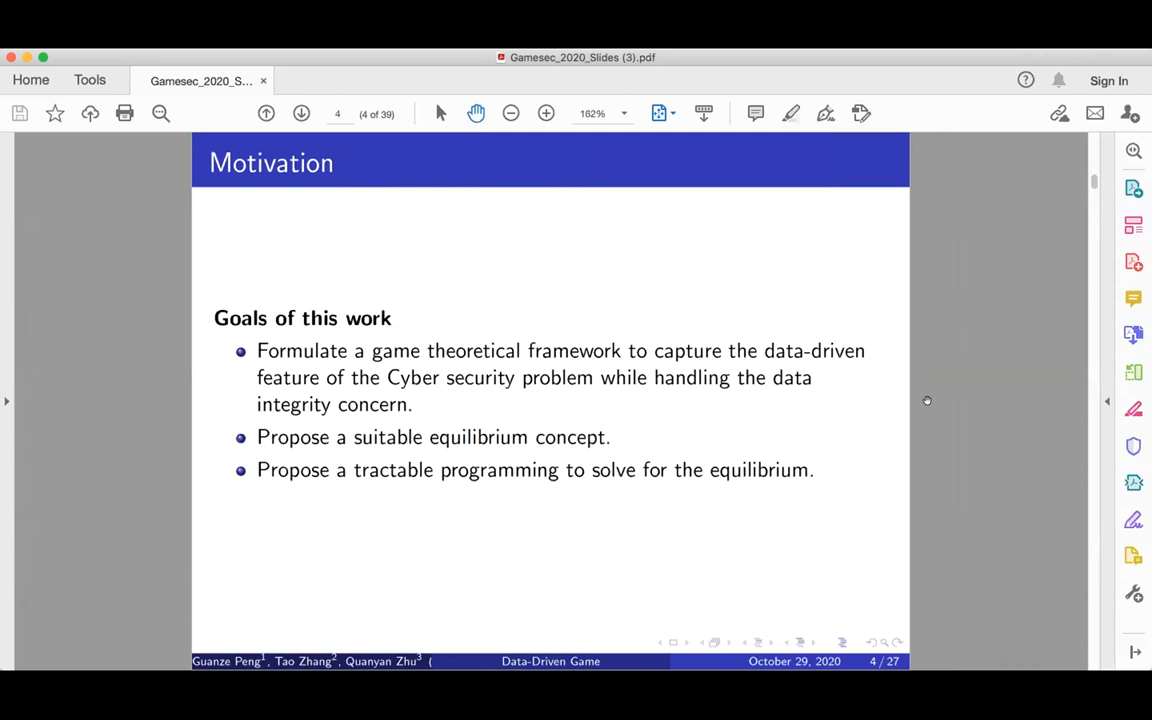 Gamesec_2020_Slides (3).pdf
Home
Tools
Gamesec_2020_S... ×
Sign In
4
(4 of 39)
162%
Motivation
Goals of this work
Formulate a game theoretical framework to capture the data-driven
feature of the Cyber security problem while handling the data
integrity concern.
Propose a suitable equilibrium concept.
Propose a tractable programming to solve for the equilibrium.
Guanze Peng1, Tao Zhang2, Quanyan Zhu3 (
Data-Driven Game
October 29, 2020
4 / 27